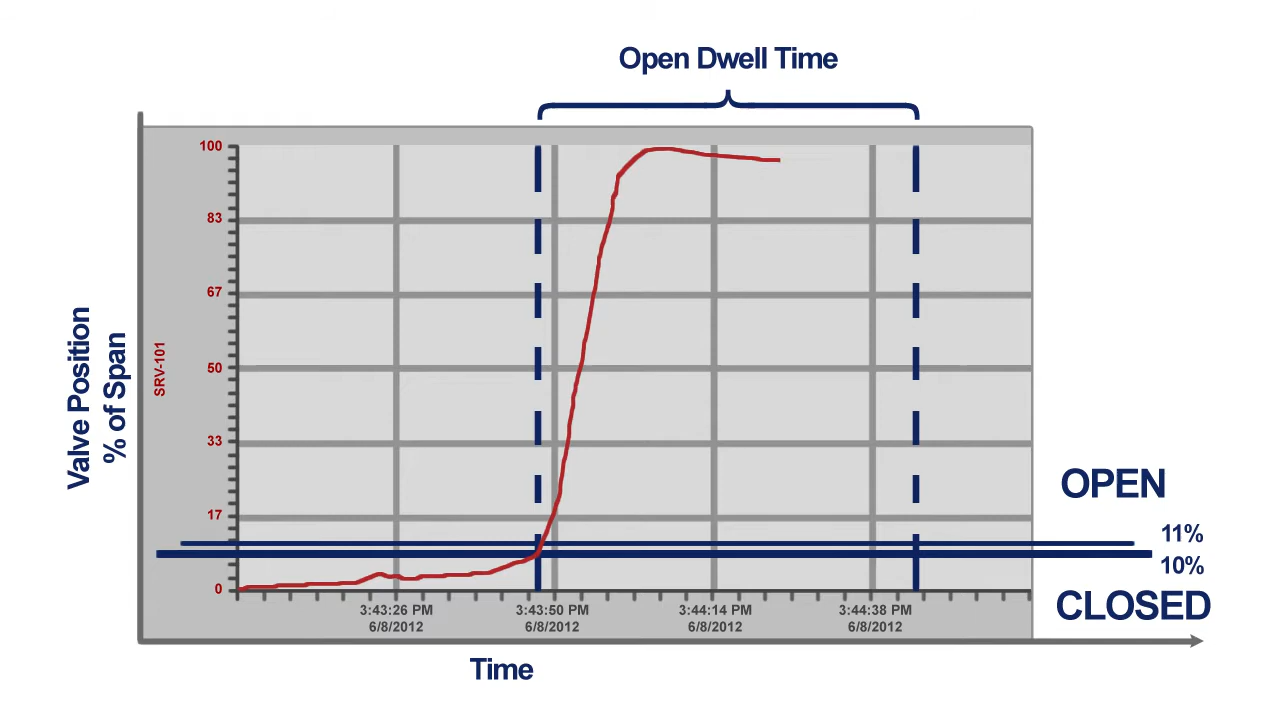 Open Dwell Time
100
83
67
50
33
17
0
Valve Position
% of Span
SRV-101
OPEN
11%
10%
CLOSED
3:43:26 PM
6/8/2012
3:43:50 PM
6/8/2012
3:44:14 PM
6/8/2012
3:44:38 PM
6/8/2012
Time